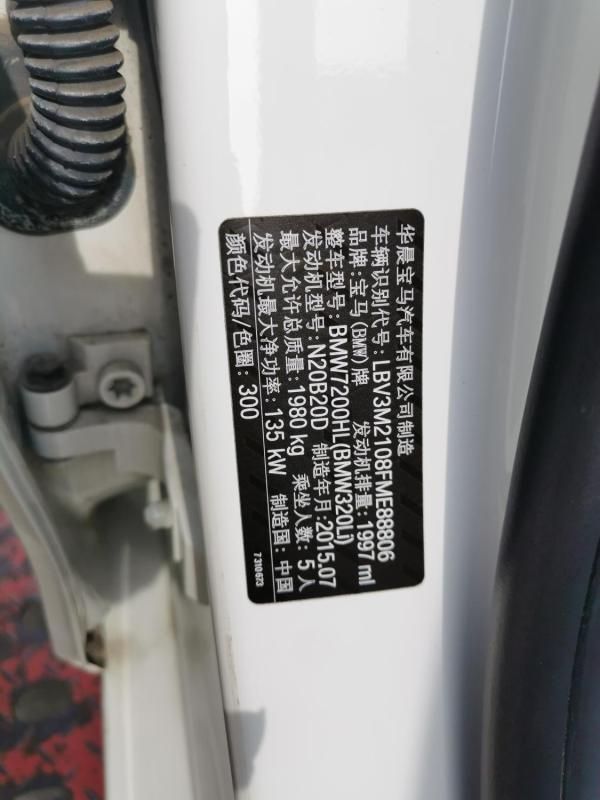 华晨宝马汽车有限公司制造
车辆识别代号: LBV3M2108FME88806
品牌:宝马(BMW)牌 发动机排量: 1997 ml
整车型号: BMW7200HL(BMW320Li)
发动机型号: N20B20D 制造年月: 2015.07
最大允许总质量: 1980 kg 乘坐人数: 5 人
发动机最大净功率: 135 kW 制造国: 中国
颜色代码/色圈: 300
7 310 673